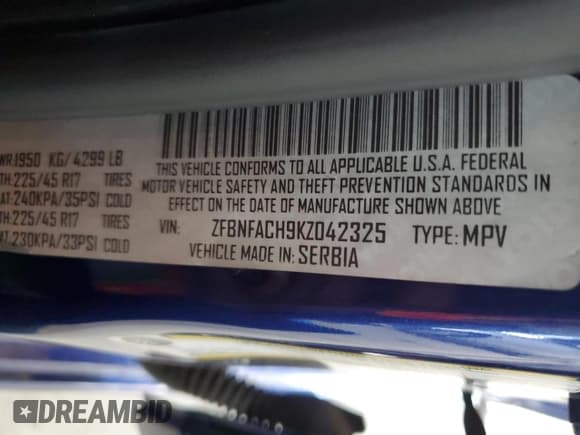 WR:1950 KG/4299 LB
TH:225/45 R17 TIRES
AT:240KPA/35PSI COLD
TH:225/45 R17 TIRES
AT:230KPA/33PSI COLD
THIS VEHICLE CONFORMS TO ALL APPLICABLE U.S.A. FEDERAL
MOTOR VEHICLE SAFETY AND THEFT PREVENTION STANDARDS IN
EFFECT ON THE DATE OF MANUFACTURE SHOWN ABOVE
VIN: ZFBNFACH9KZ042325 TYPE: MPV
VEHICLE MADE IN: SERBIA
DREAMBID